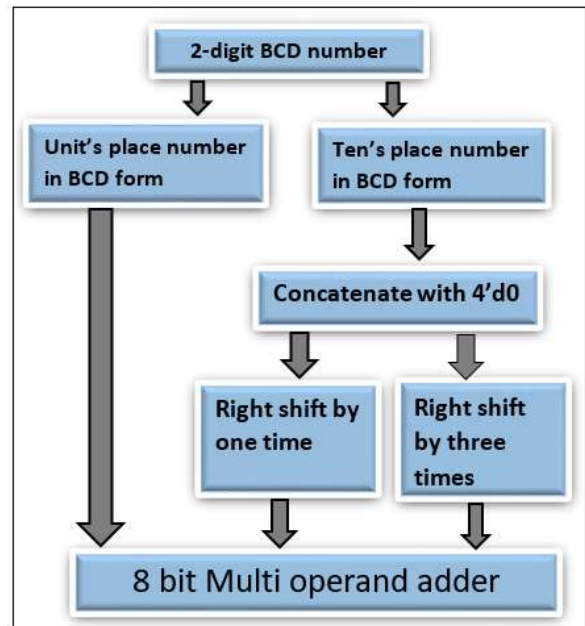 2-digit BCD number
Unit's place number
in BCD form
Ten's place number
in BCD form
Concatenate with 4'd0
Right shift by
one time
Right shift
by three
times
8 bit Multi operand adder